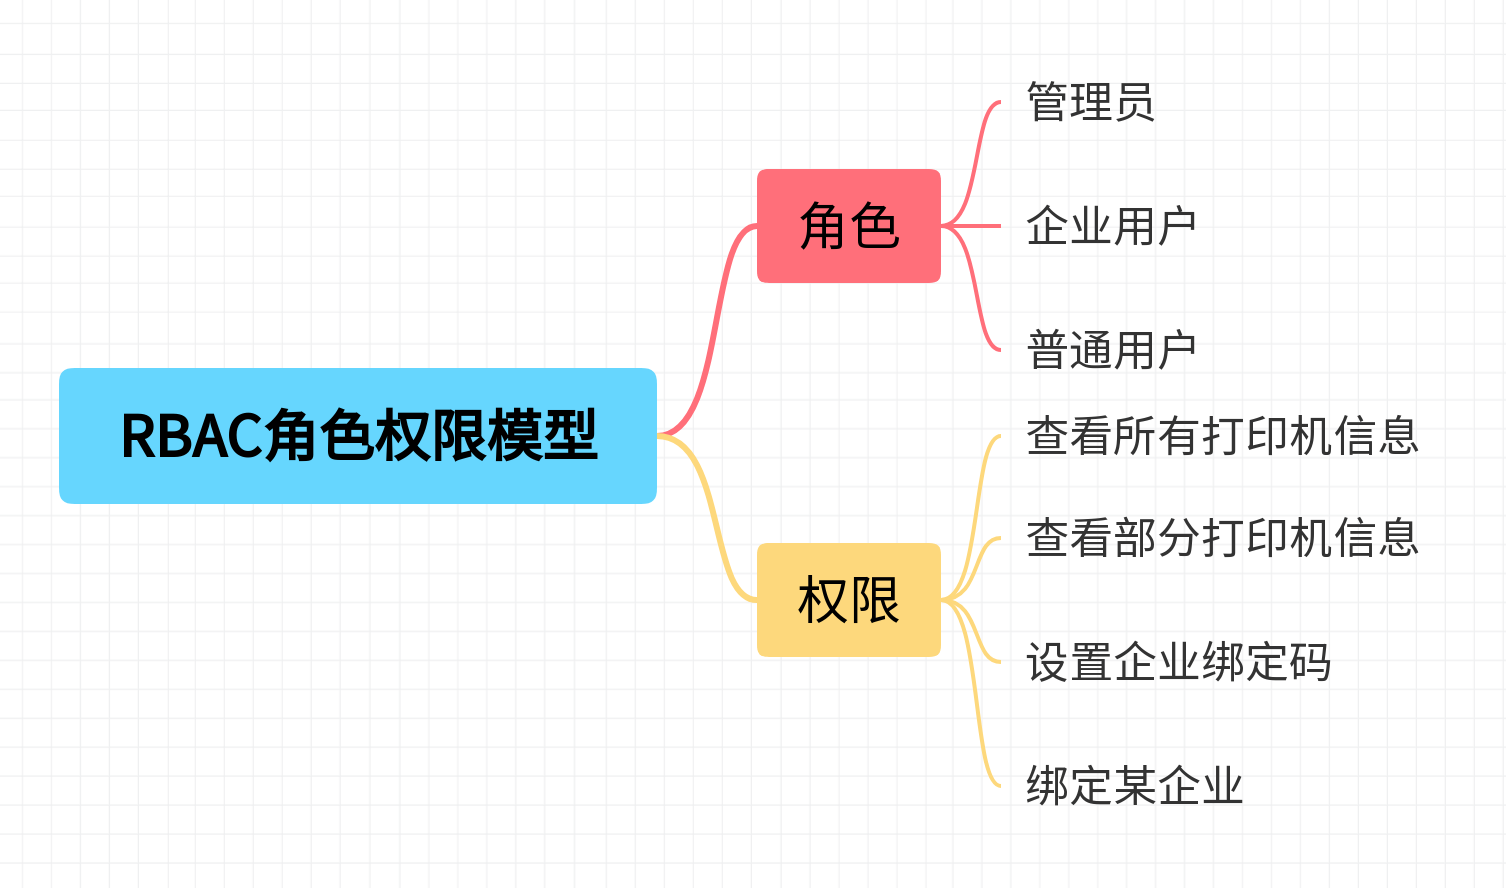 RBAC角色权限模型
角色
管理员
企业用户
普通用户
权限
查看所有打印机信息
查看部分打印机信息
设置企业绑定码
绑定某企业